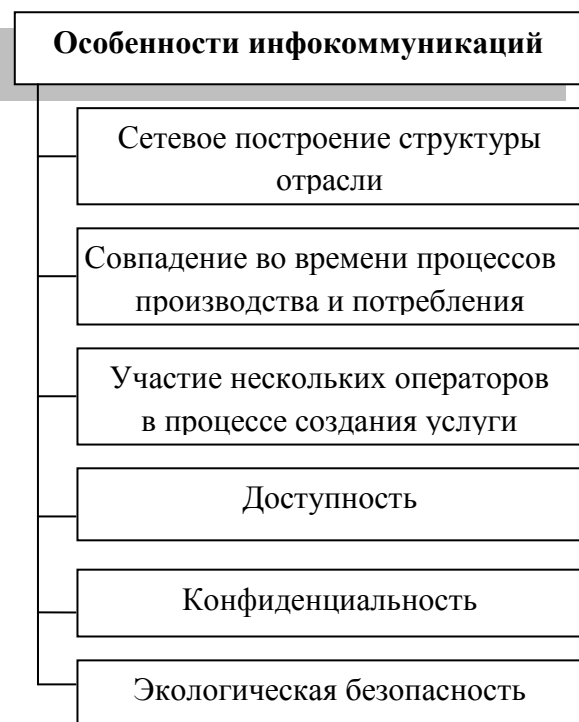 Особенности инфокоммуникаций
Сетевое построение структуры
отрасли
Совпадение во времени процессов
производства и потребления
Участие нескольких операторов
в процессе создания услуги
Доступность
Конфиденциальность
Экологическая безопасность